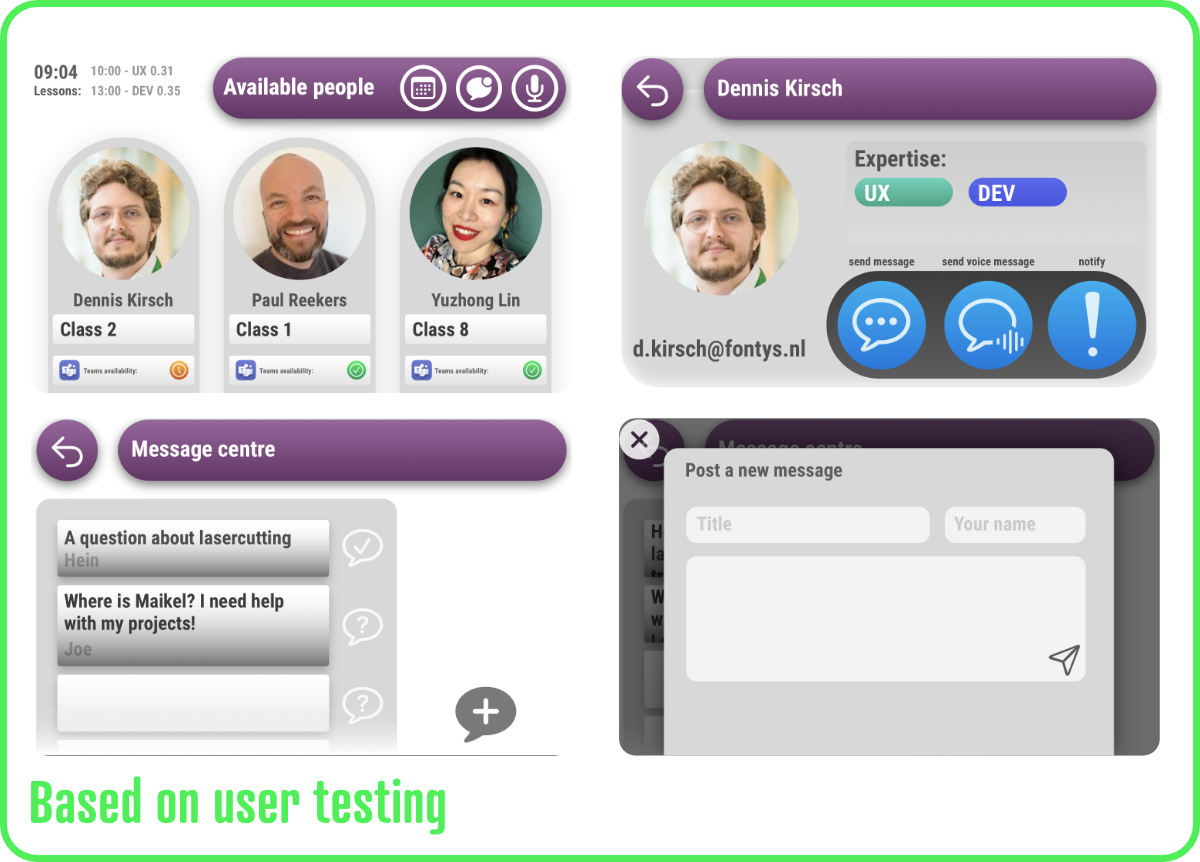 09:04
10:00 - UX 0.31
Lessons:
13:00 - DEV 0.35
Available people
Dennis Kirsch
Paul Reekers
Yuzhong Lin
Class 2
Class 1
Class 8
Teams availability:
Teams availability:
Teams availability:
Dennis Kirsch
Expertise:
UX
DEV
send message
send voice message
notify
d.kirsch@fontys.nl
Message centre
A question about lasercutting
Hein
Where is Maikel? I need help
with my projects!
Joe
Message centre
Post a new message
Title
Your name
Based on user testing